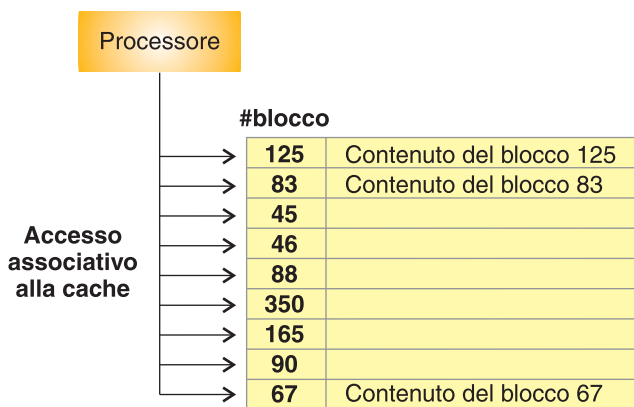 Processore
#blocco
125 Contenuto del blocco 125
83 Contenuto del blocco 83
45
46
88
350
165
90
67 Contenuto del blocco 67
Accesso
associativo
alla cache